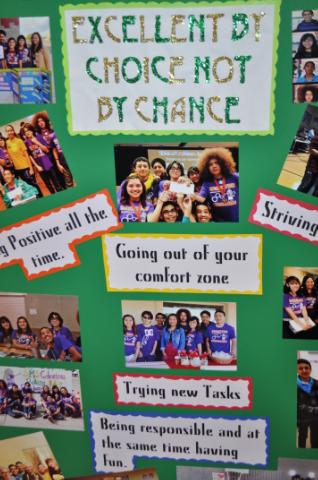 EXCELLENT BY
CHOICE NOT
BY CHANCE
Positive all the
time.
Striving
Going out of your
comfort zone
Trying new Tasks
Being responsible and at
the same time having
fun.